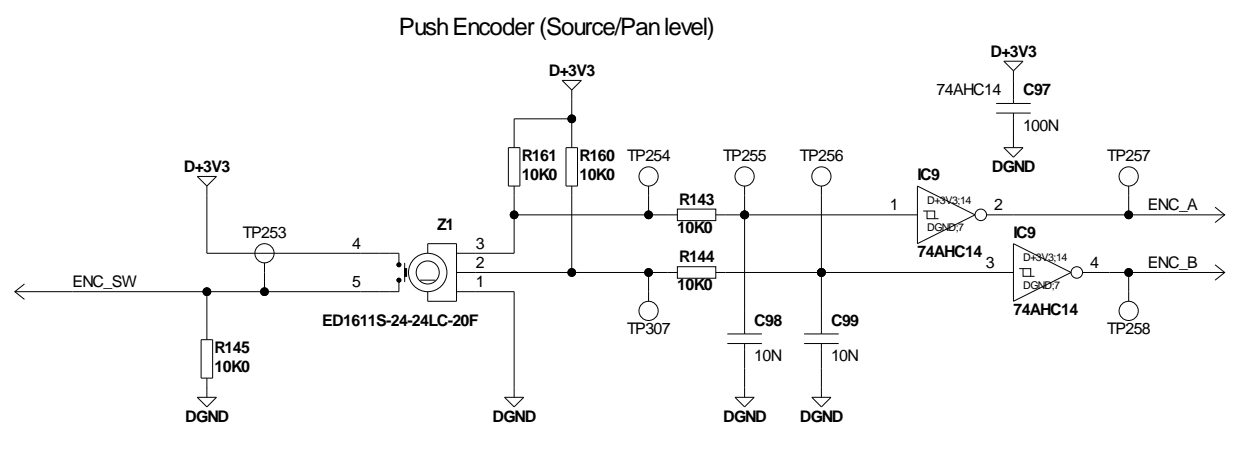 Push Encoder (Source/Pan level)
D+3V3
74AHC14 C97
100N
DGND
D+3V3
R161
10K0
R160
10K0
TP254
TP255
TP256
TP257
D+3V3
IC9
R143
10K0
1
D+3V3;14
DGND;7
2
ENC_A
74AHC14
TP253
Z1
4
3
IC9
R144
10K0
2
3
D+3V3;14
DGND;7
4
ENC_B
74AHC14
ENC_SW
5
1
ED1611S-24-24LC-20F
TP307
C98
10N
C99
10N
TP258
R145
10K0
DGND
DGND
DGND
DGND